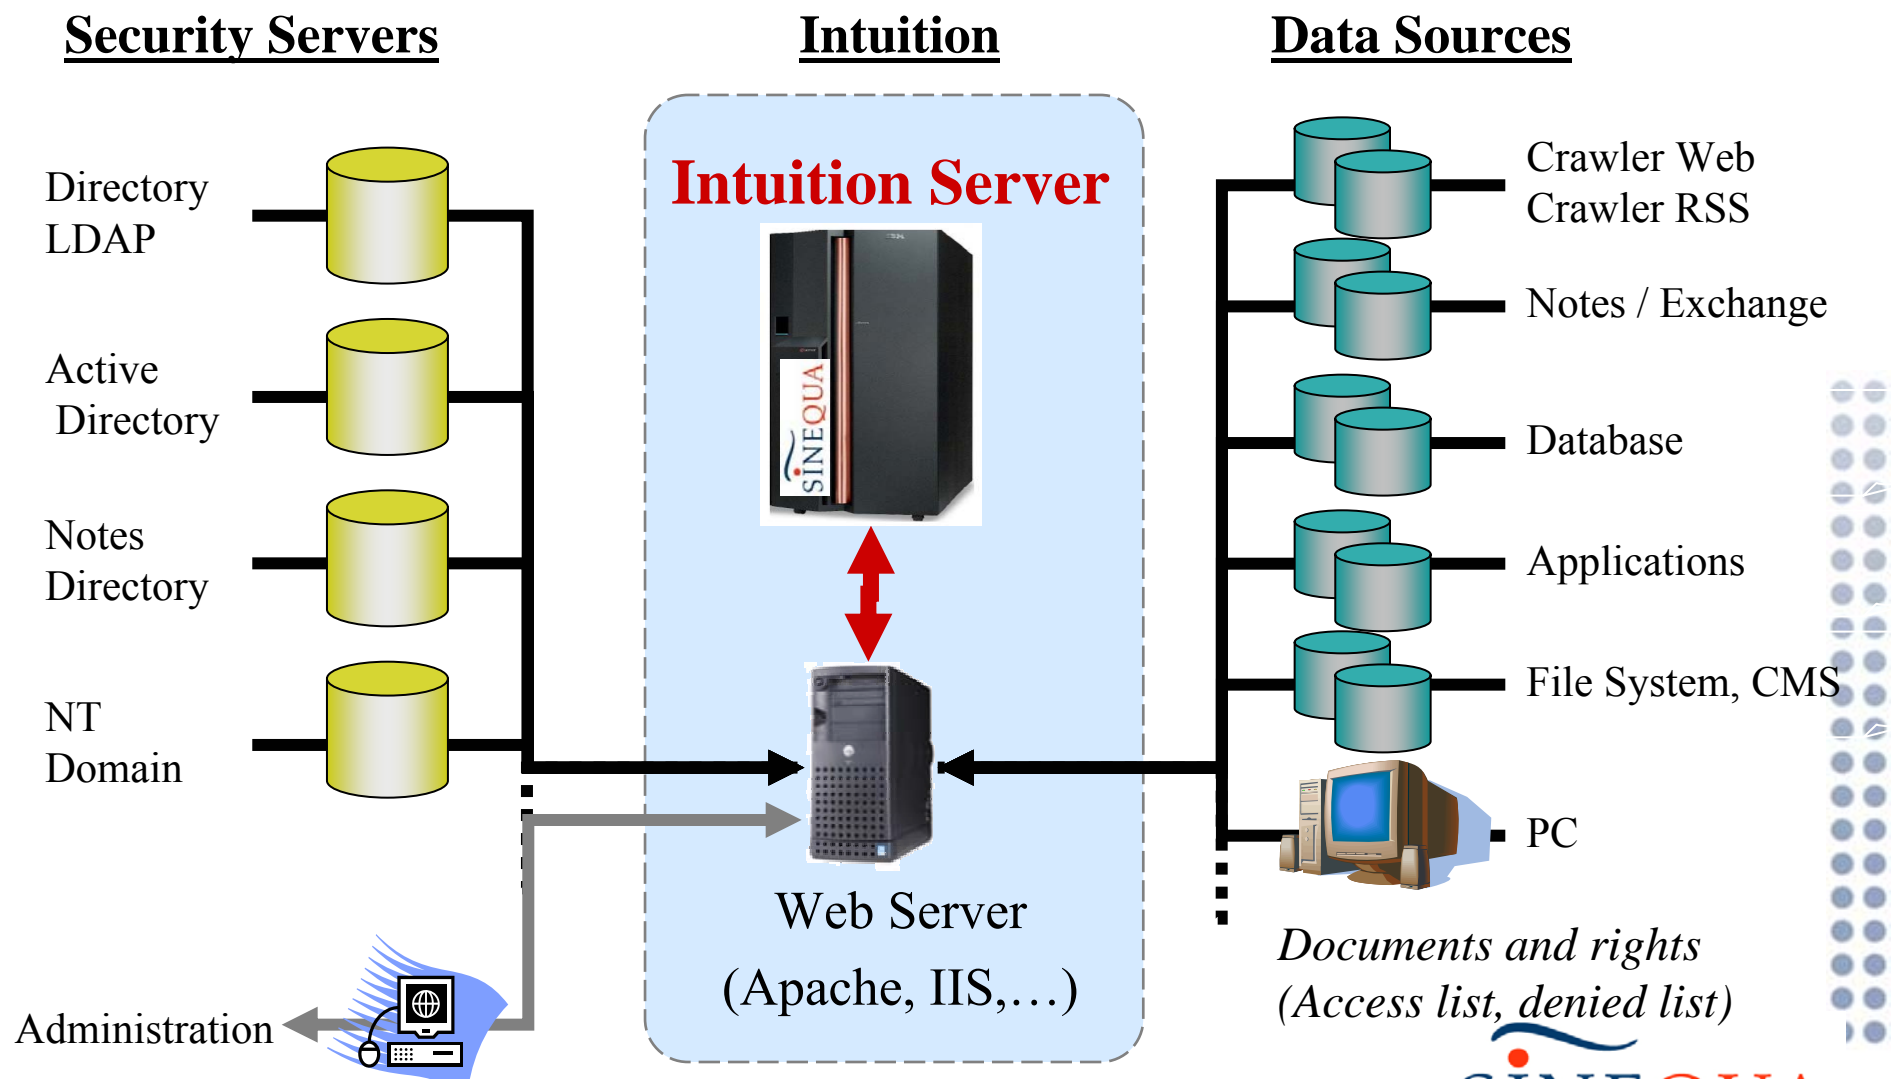 Security Servers
Intuition
Data Sources
Directory
LDAP
Active
Directory
Notes
Directory
NT
Domain
Administration
Intuition Server
SINEQUA
Web Server
(Apache, IIS,…)
Crawler Web
Crawler RSS
Notes / Exchange
Database
Applications
File System, CMS
PC
Documents and rights
(Access list, denied list)
SINEQUA